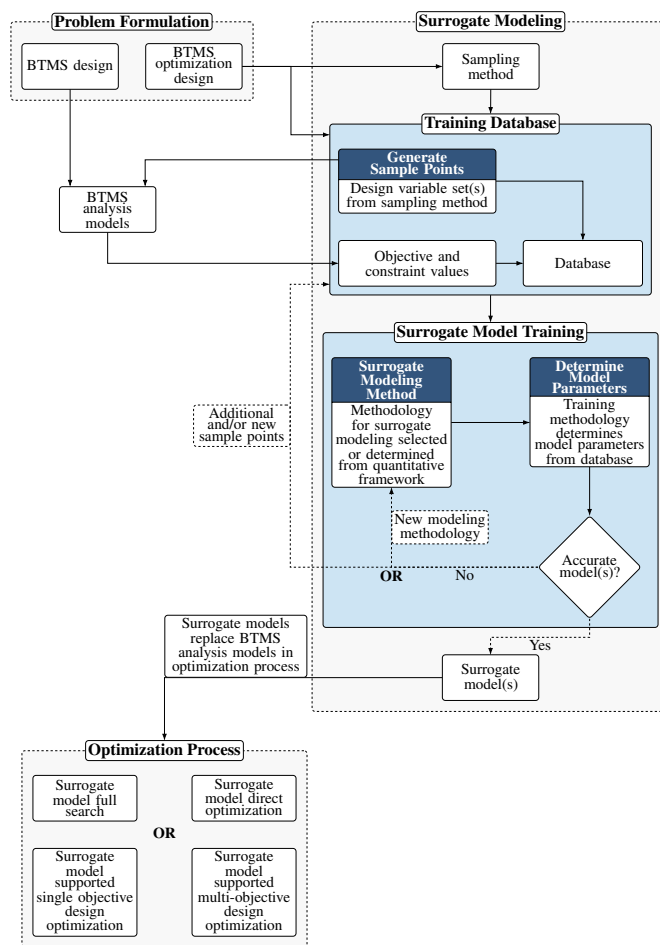 Problem Formulation
BTMS design
BTMS
optimization
design
Surrogate Modeling
Sampling
method
Training Database
Generate
Sample Points
Design variable set(s)
from sampling method
BTMS
analysis
models
Objective and
constraint values
Database
Surrogate Model Training
Surrogate
Modeling
Method
Methodology
for surrogate
modeling selected
or determined
from quantitative
framework
Determine
Model
Parameters
Training
methodology
determines
model parameters
from database
Additional
and/or new
sample points
New modeling
methodology
OR
No
Accurate
model(s)?
Yes
Surrogate models
replace BTMS
analysis models in
optimization process
Surrogate
model(s)
Optimization Process
Surrogate
model full
search
Surrogate
model direct
optimization
OR
Surrogate
model
supported
single objective
design
optimization
Surrogate
model
supported
multi-objective
design
optimization